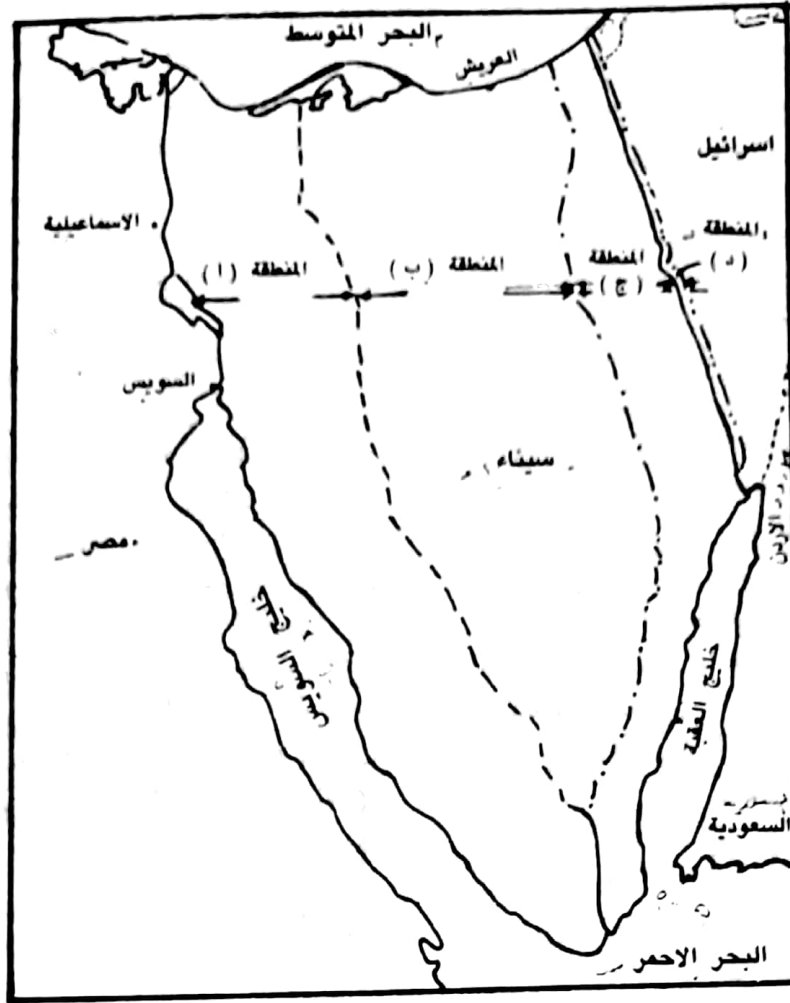 البحر المتوسط
العريش
اسرائيل
الاسماعيلية
المنطقة (ا)
المنطقة (ب)
المنطقة
(ج)
المنطقة
(د)
السويس
سيناء
الاردن
مصر
خليج السويس
خليج العقبة
السعودية
البحر الاحمر